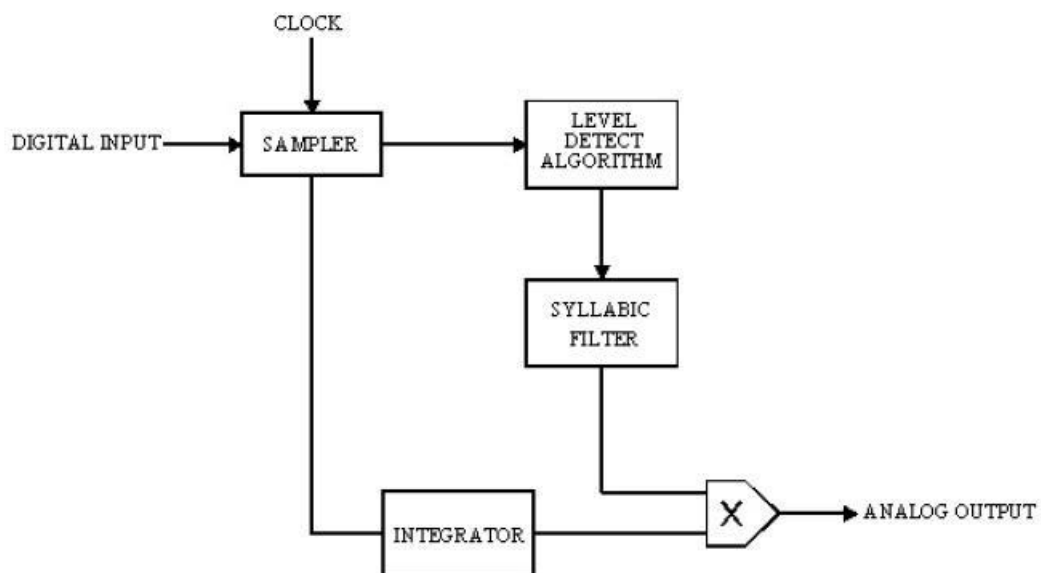 CLOCK
DIGITAL INPUT
SAMPLER
LEVEL
DETECT
ALGORITHM
SYLLABIC
FILTER
INTEGRATOR
X
ANALOG OUTPUT